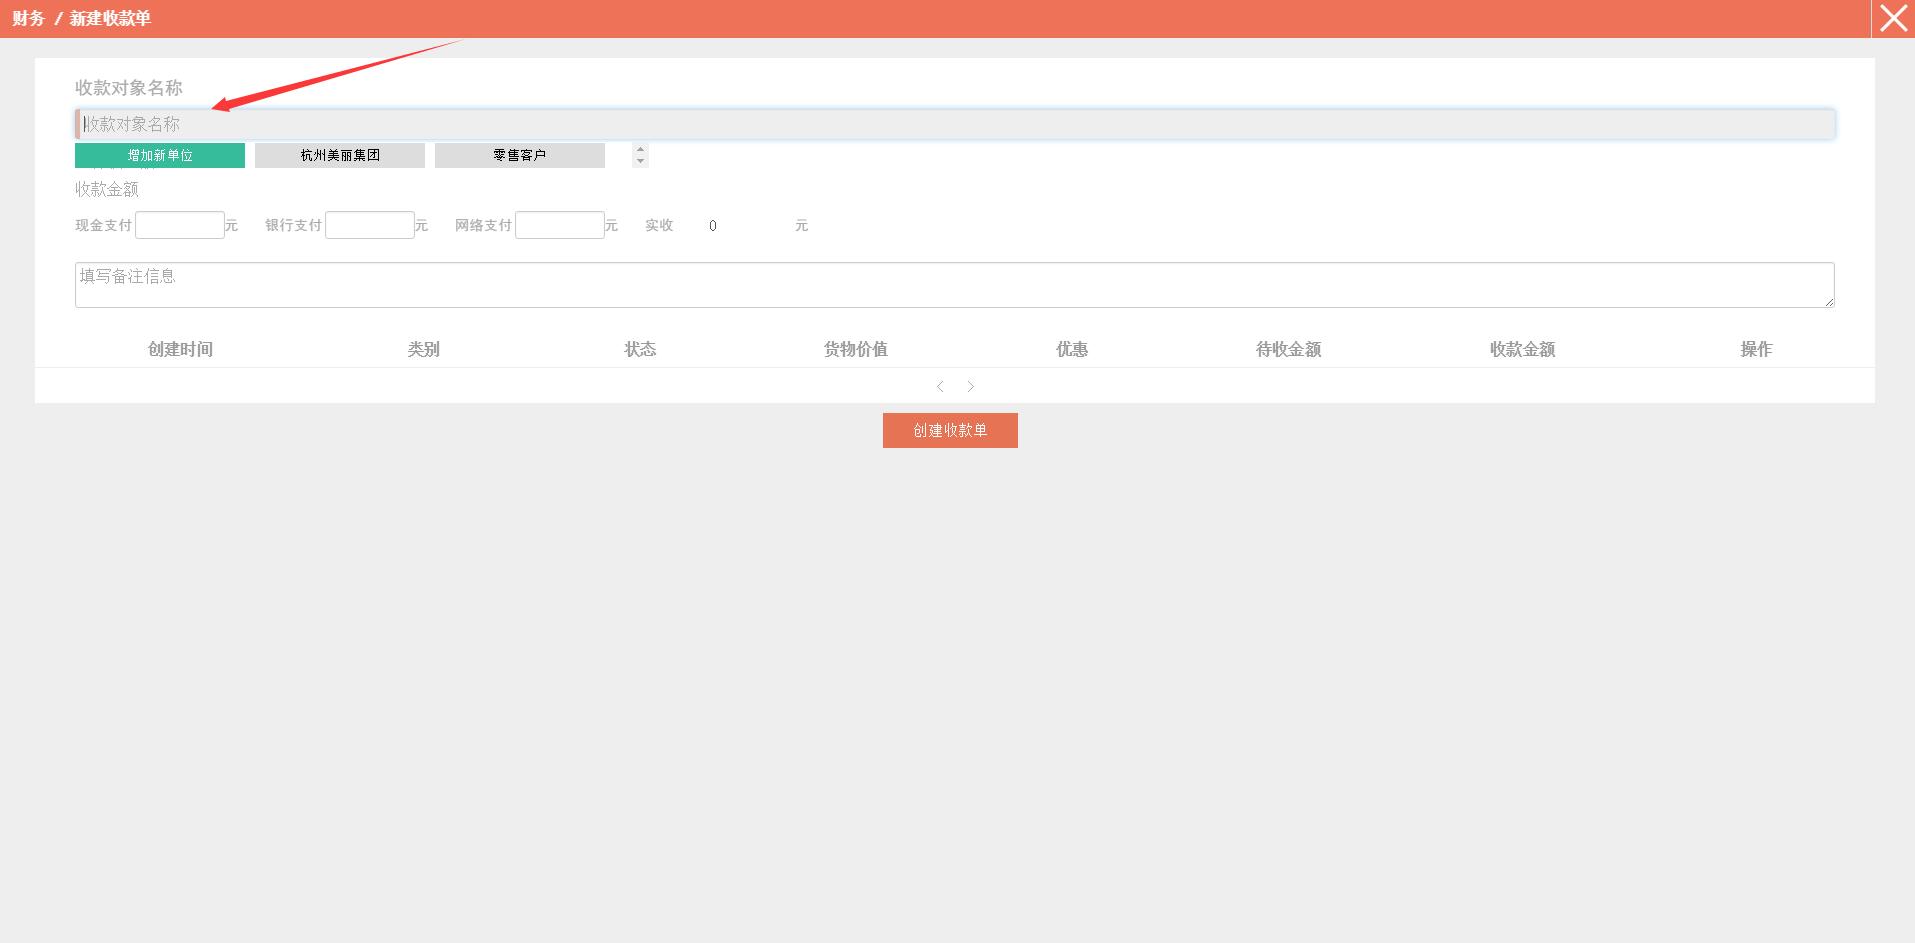 财务 / 新建收款单
收款对象名称
收款对象名称
增加新单位 杭州美丽集团 零售客户
收款金额
现金支付 元 银行支付 元 网络支付 元 实收 0 元
填写备注信息
创建时间 类别 状态 货物价值 优惠 待收金额 收款金额 操作
创建收款单